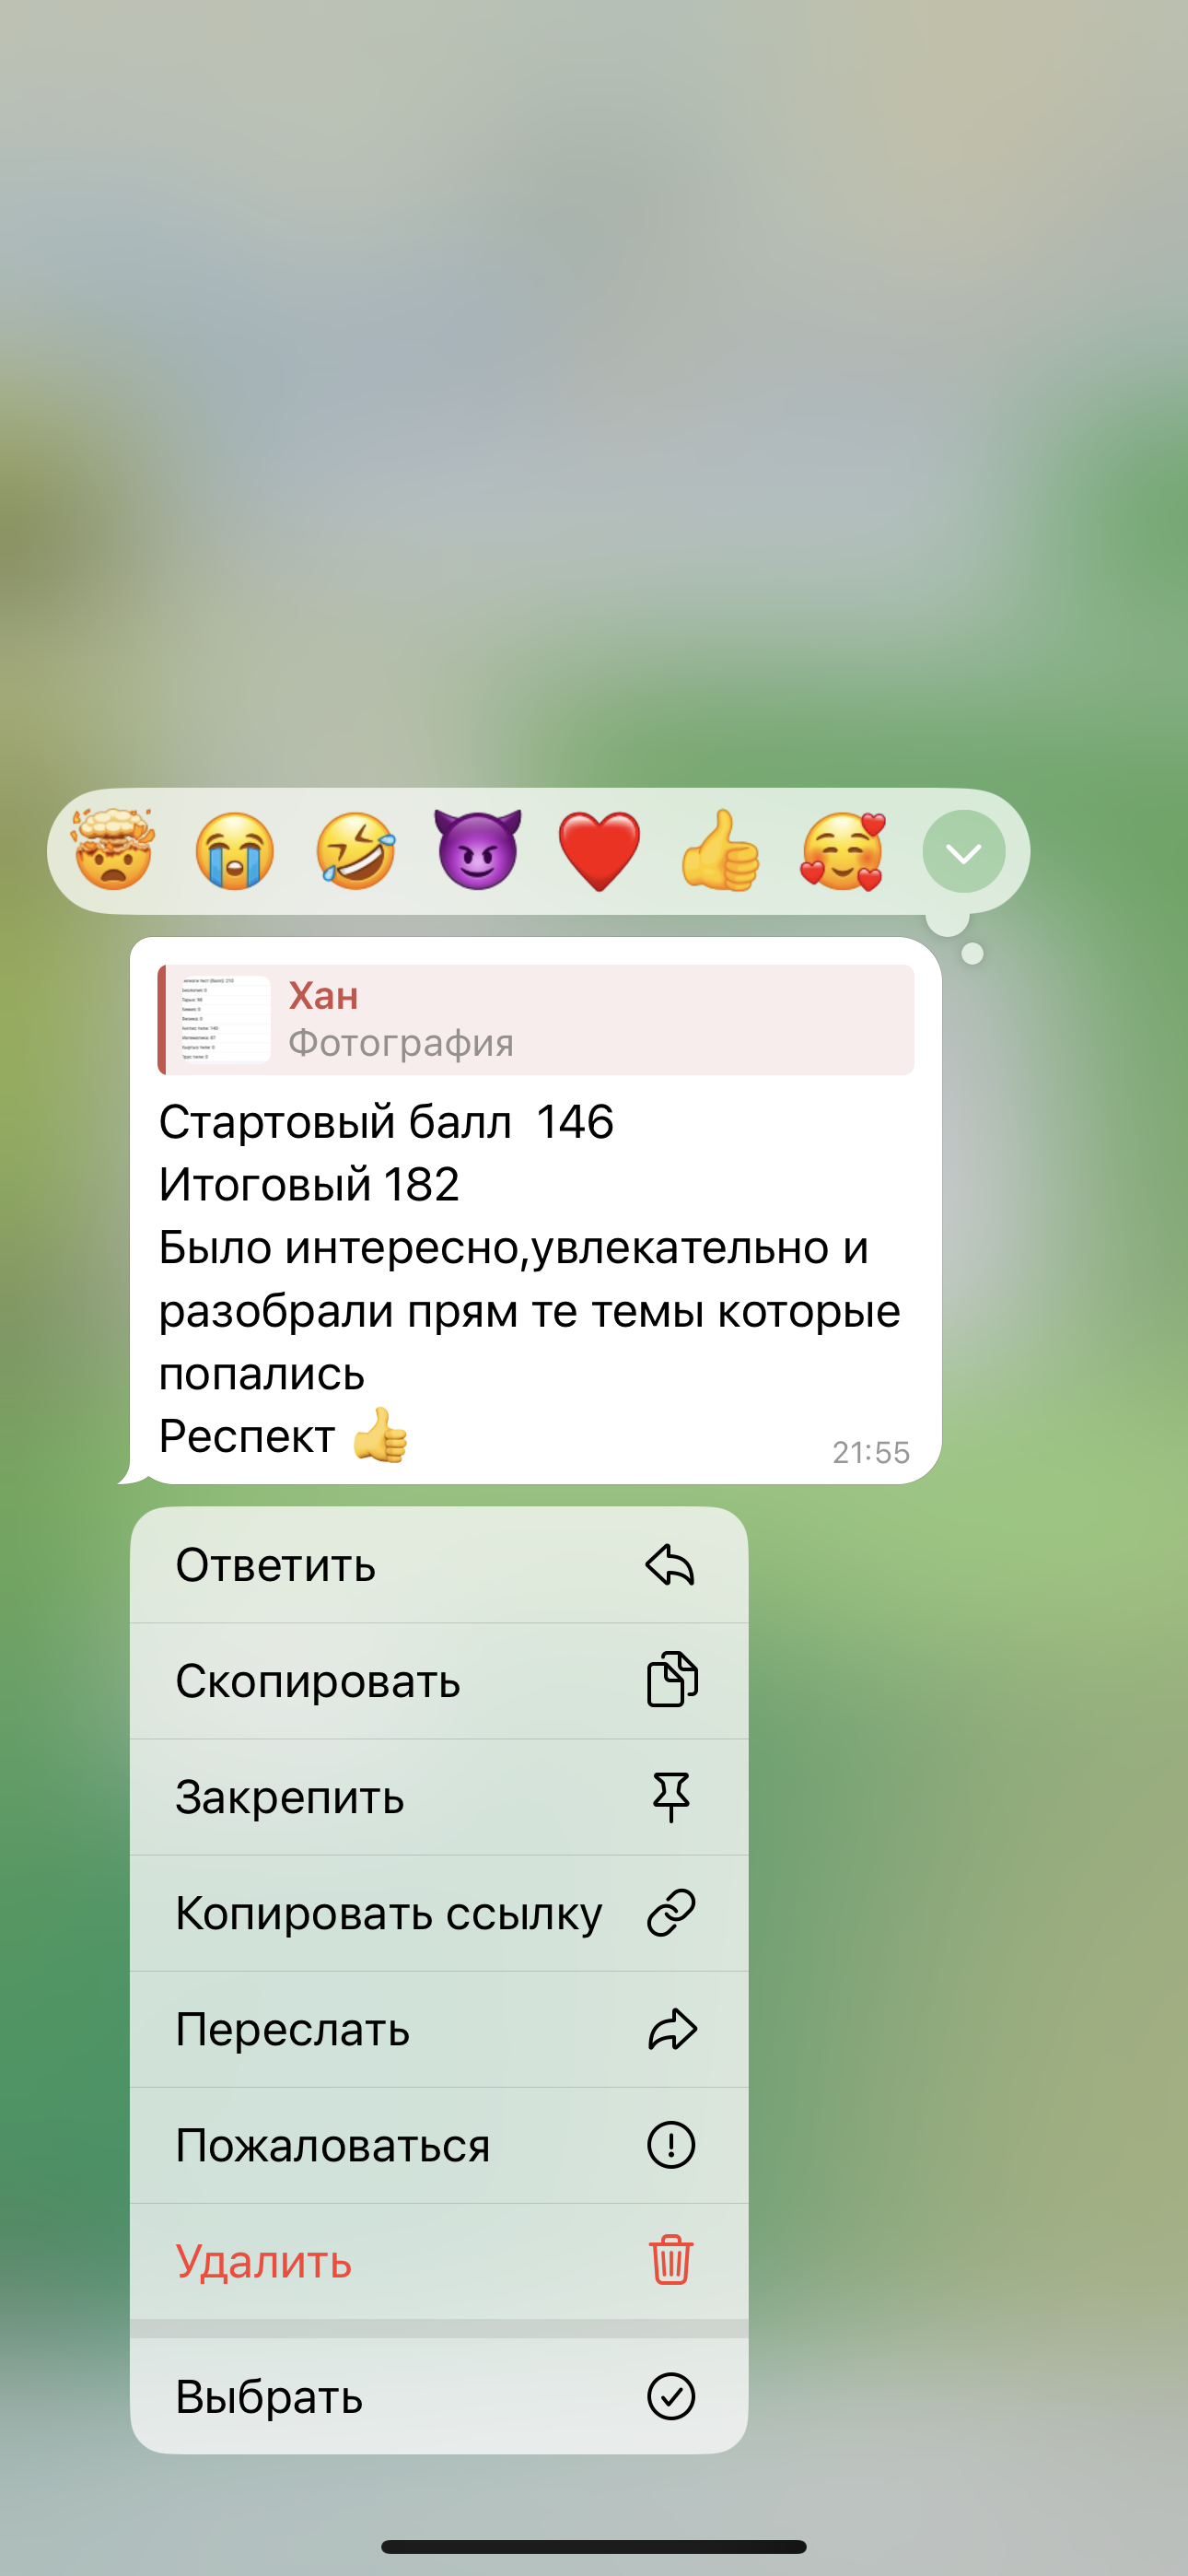 Хан
Фотография
Стартовый балл  146
Итоговый 182
Было интересно,увлекательно и
разобрали прям те темы которые
попались
Респект 👍
21:55
Ответить
Скопировать
Закрепить
Копировать ссылку
Переслать
Пожаловаться
Удалить
Выбрать